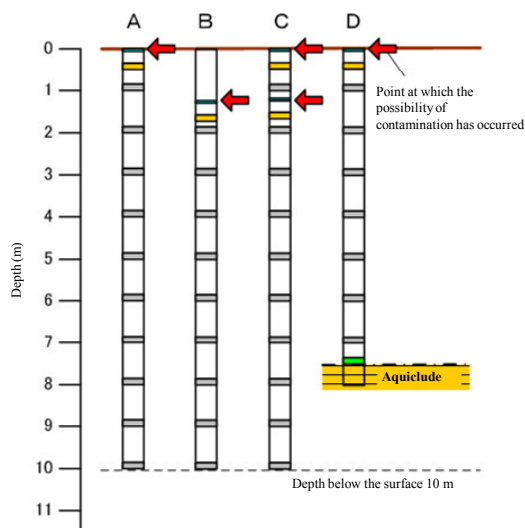 A B C D
0
1
2
3
4
5
6
7
8
9
10
11
Depth (m)
Point at which the
possibility of
contamination has occurred
Aquiclude
Depth below the surface 10 m